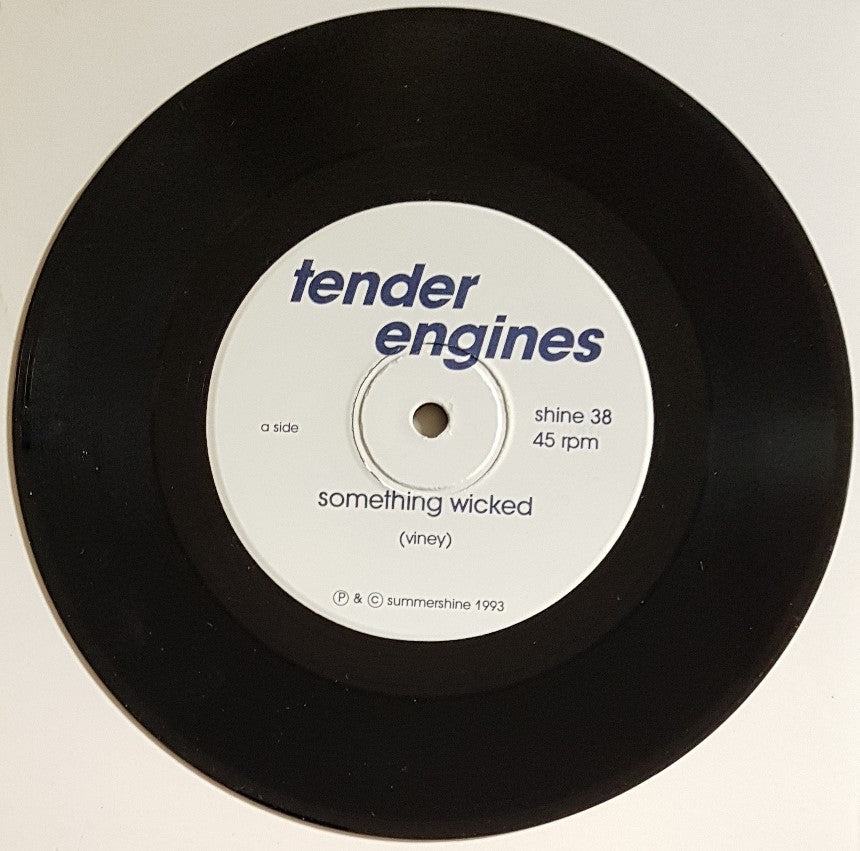 tender
engines
a side
shine 38
45 rpm
something wicked
(viney)
Ⓟ & © summershine 1993